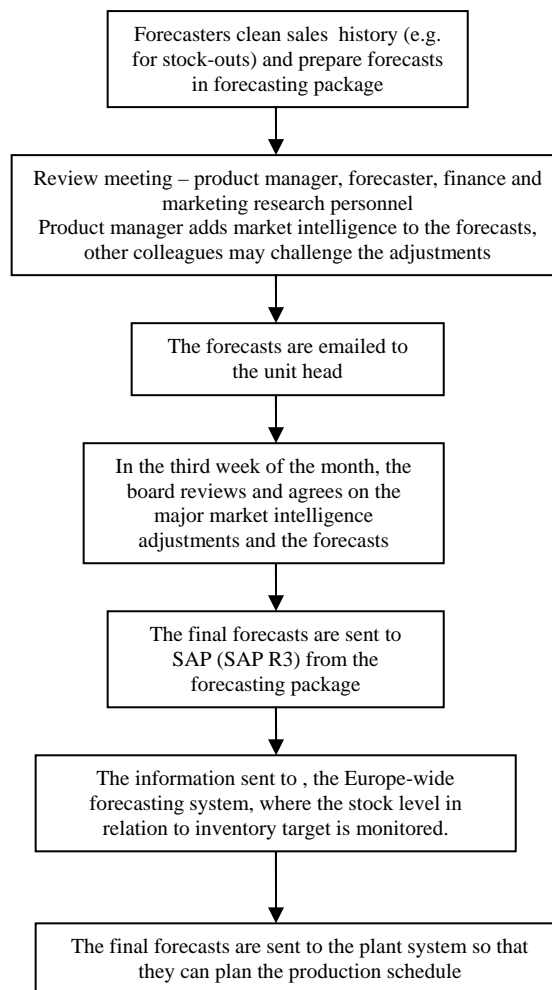 Forecasters clean sales history (e.g.
for stock-outs) and prepare forecasts
in forecasting package
Review meeting – product manager, forecaster, finance and
marketing research personnel
Product manager adds market intelligence to the forecasts,
other colleagues may challenge the adjustments
The forecasts are emailed to
the unit head
In the third week of the month, the
board reviews and agrees on the
major market intelligence
adjustments and the forecasts
The final forecasts are sent to
SAP (SAP R3) from the
forecasting package
The information sent to , the Europe-wide
forecasting system, where the stock level in
relation to inventory target is monitored.
The final forecasts are sent to the plant system so that
they can plan the production schedule